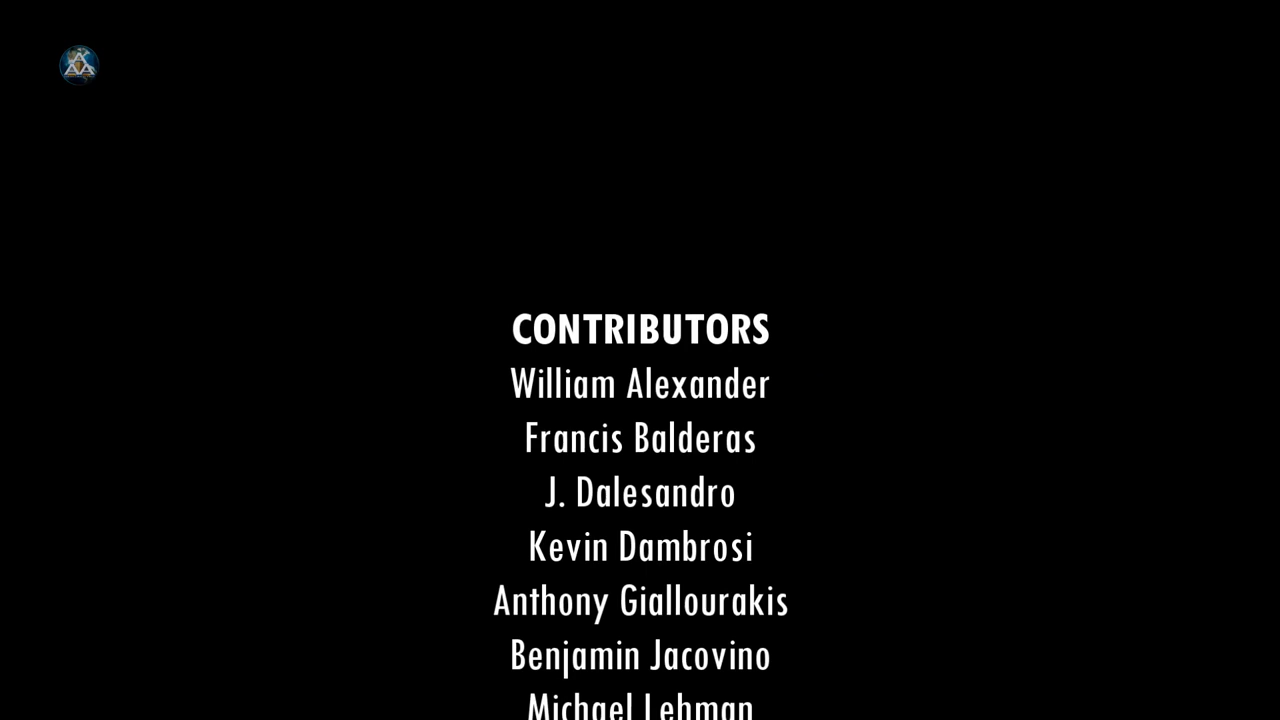 CONTRIBUTORS
William Alexander
Francis Balderas
J. Dalesandro
Kevin Dambrosi
Anthony Giallourakis
Benjamin Jacovino
Michael Lehman